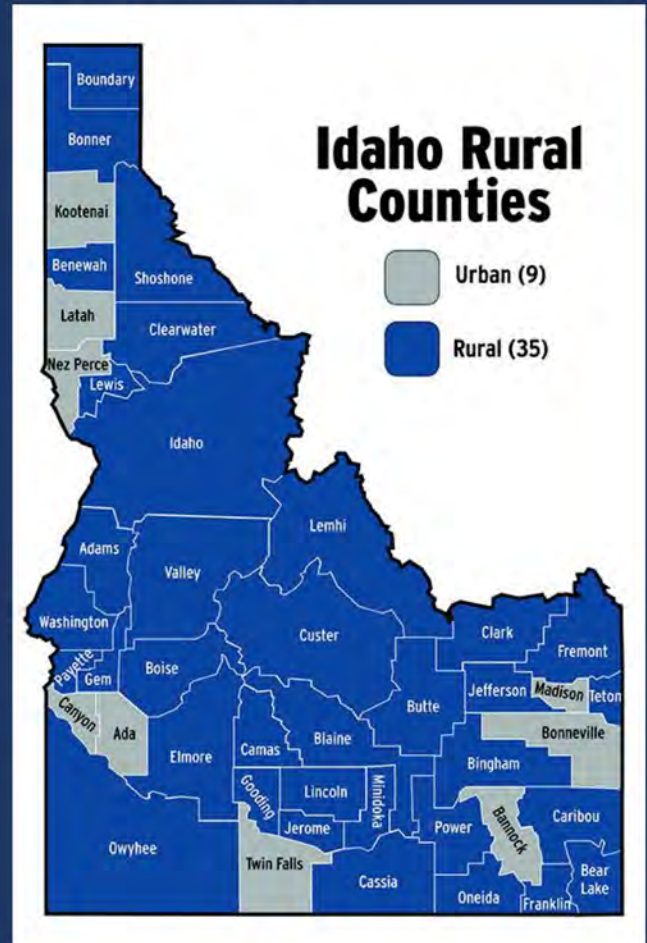 Idaho Rural
Counties
Urban (9)
Rural (35)
Boundary
Bonner
Kootenai
Benewah
Shoshone
Latah
Clearwater
Nez Perce
Lewis
Idaho
Lemhi
Adams
Valley
Washington
Custer
Clark
Fremont
Payette
Gem
Boise
Butte
Jefferson
Madison
Teton
Canyon
Ada
Elmore
Camas
Blaine
Bonneville
Bingham
Gooding
Lincoln
Minidoka
Jerome
Power
Bannock
Caribou
Owyhee
Twin Falls
Cassia
Oneida
Franklin
Bear
Lake